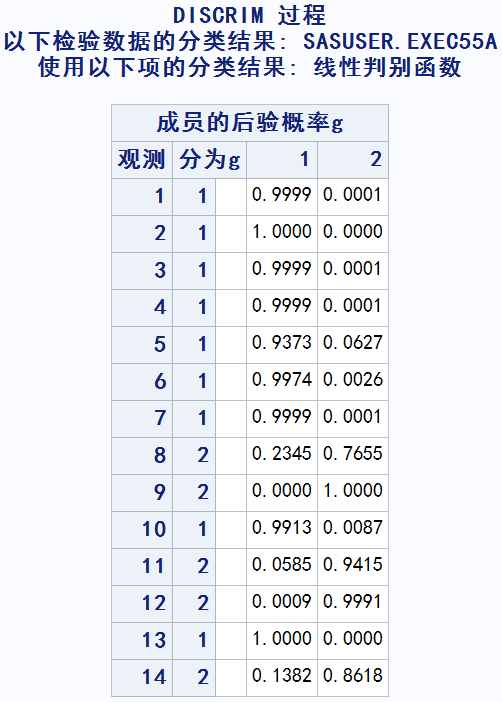 DISCRIM 过程
以下检验数据的分类结果: SASUSER.EXEC55A
使用以下项的分类结果: 线性判别函数
成员的后验概率g
观测 分为g 1 2
1 1 0.9999 0.0001
2 1 1.0000 0.0000
3 1 0.9999 0.0001
4 1 0.9999 0.0001
5 1 0.9373 0.0627
6 1 0.9974 0.0026
7 1 0.9999 0.0001
8 2 0.2345 0.7655
9 2 0.0000 1.0000
10 1 0.9913 0.0087
11 2 0.0585 0.9415
12 2 0.0009 0.9991
13 1 1.0000 0.0000
14 2 0.1382 0.8618